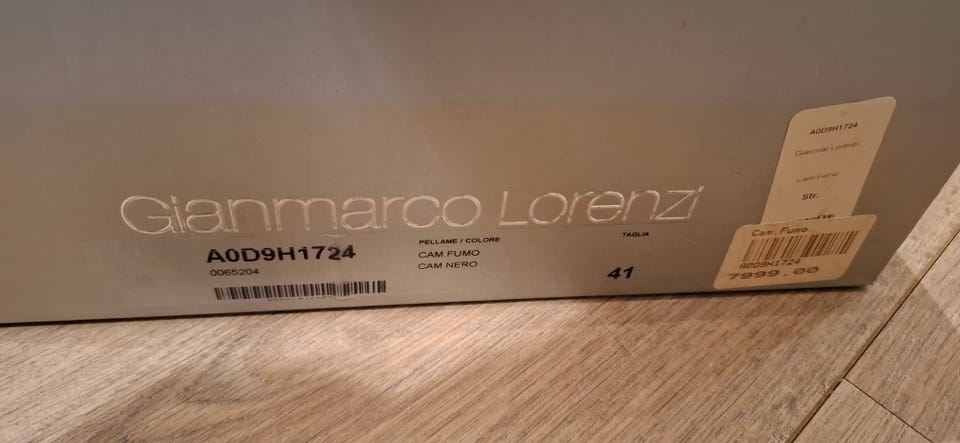 Gianmarco Lorenzi
A0D9H1724
0065204
PELLAME / COLORE
CAM.FUMO
CAM NERO
TAGLIA
41
A0D9H1724
Gianmar Lorenzi
Cam.Fumo
Str.
Cam.Fumo
A0D9H1724
7999.00